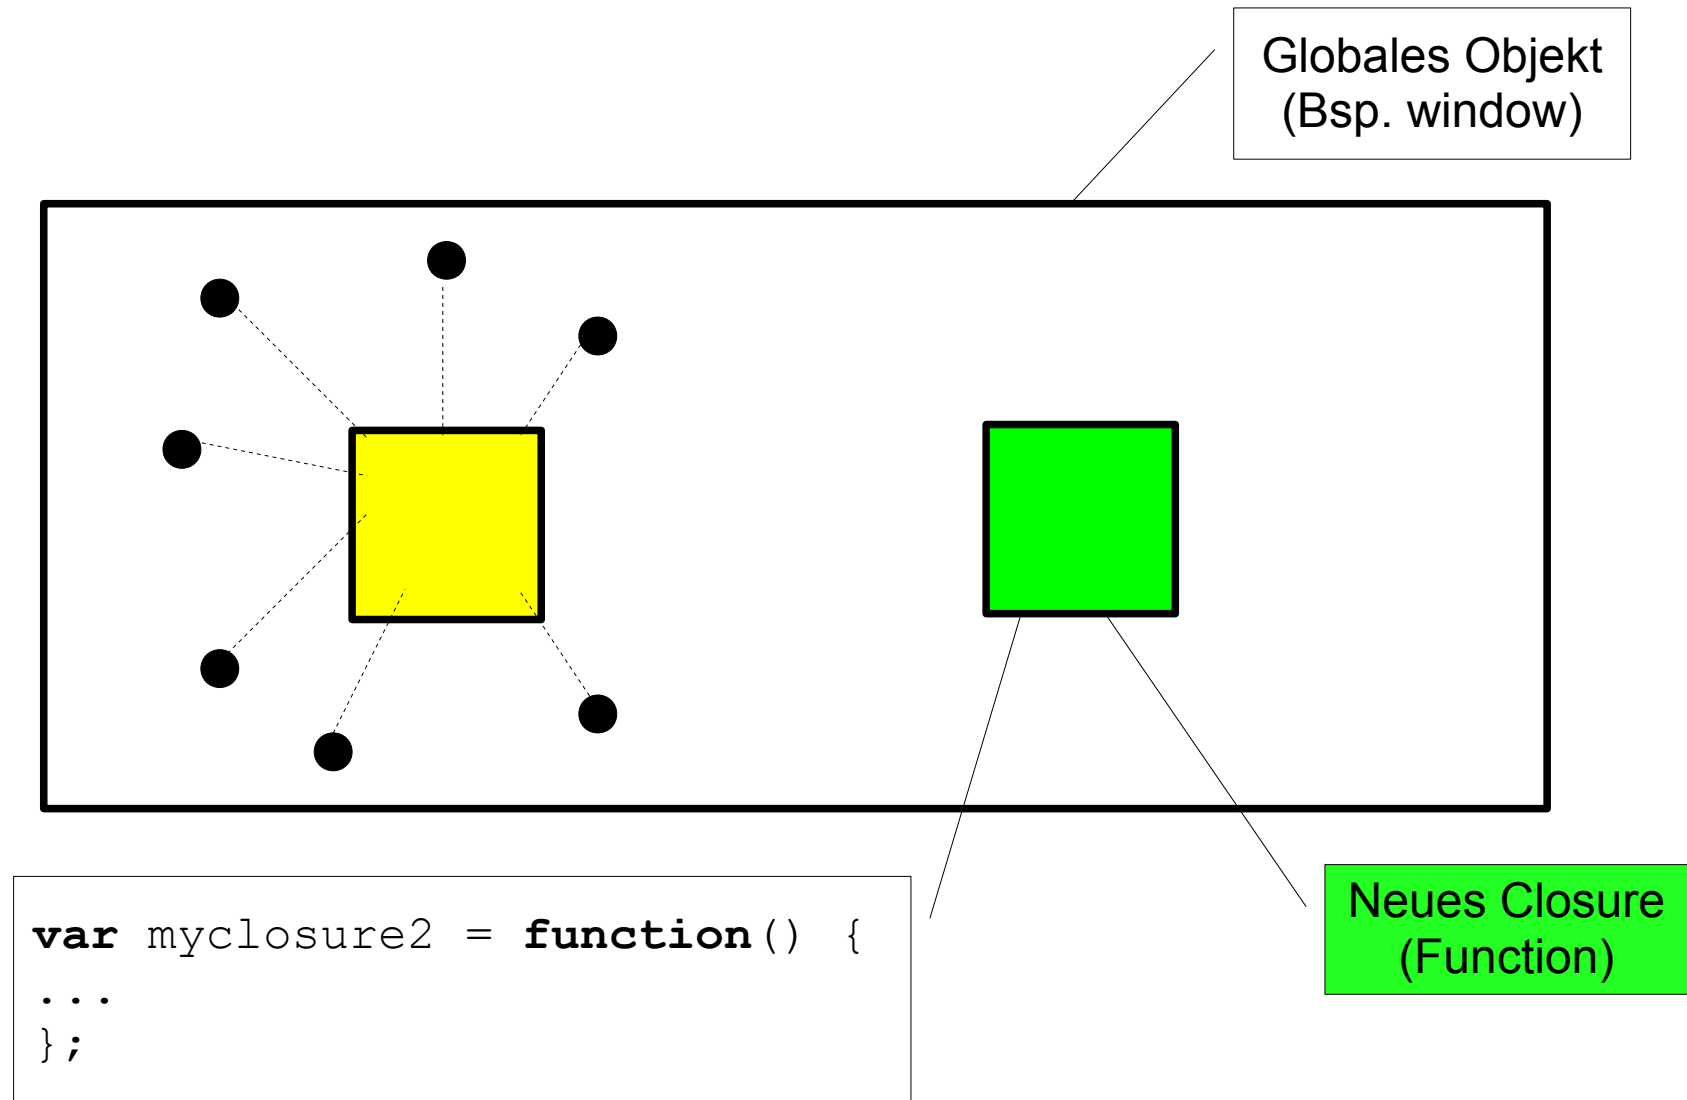 Globales Objekt
(Bsp. window)
var myclosure2 = function() {
...
};
Neues Closure
(Function)